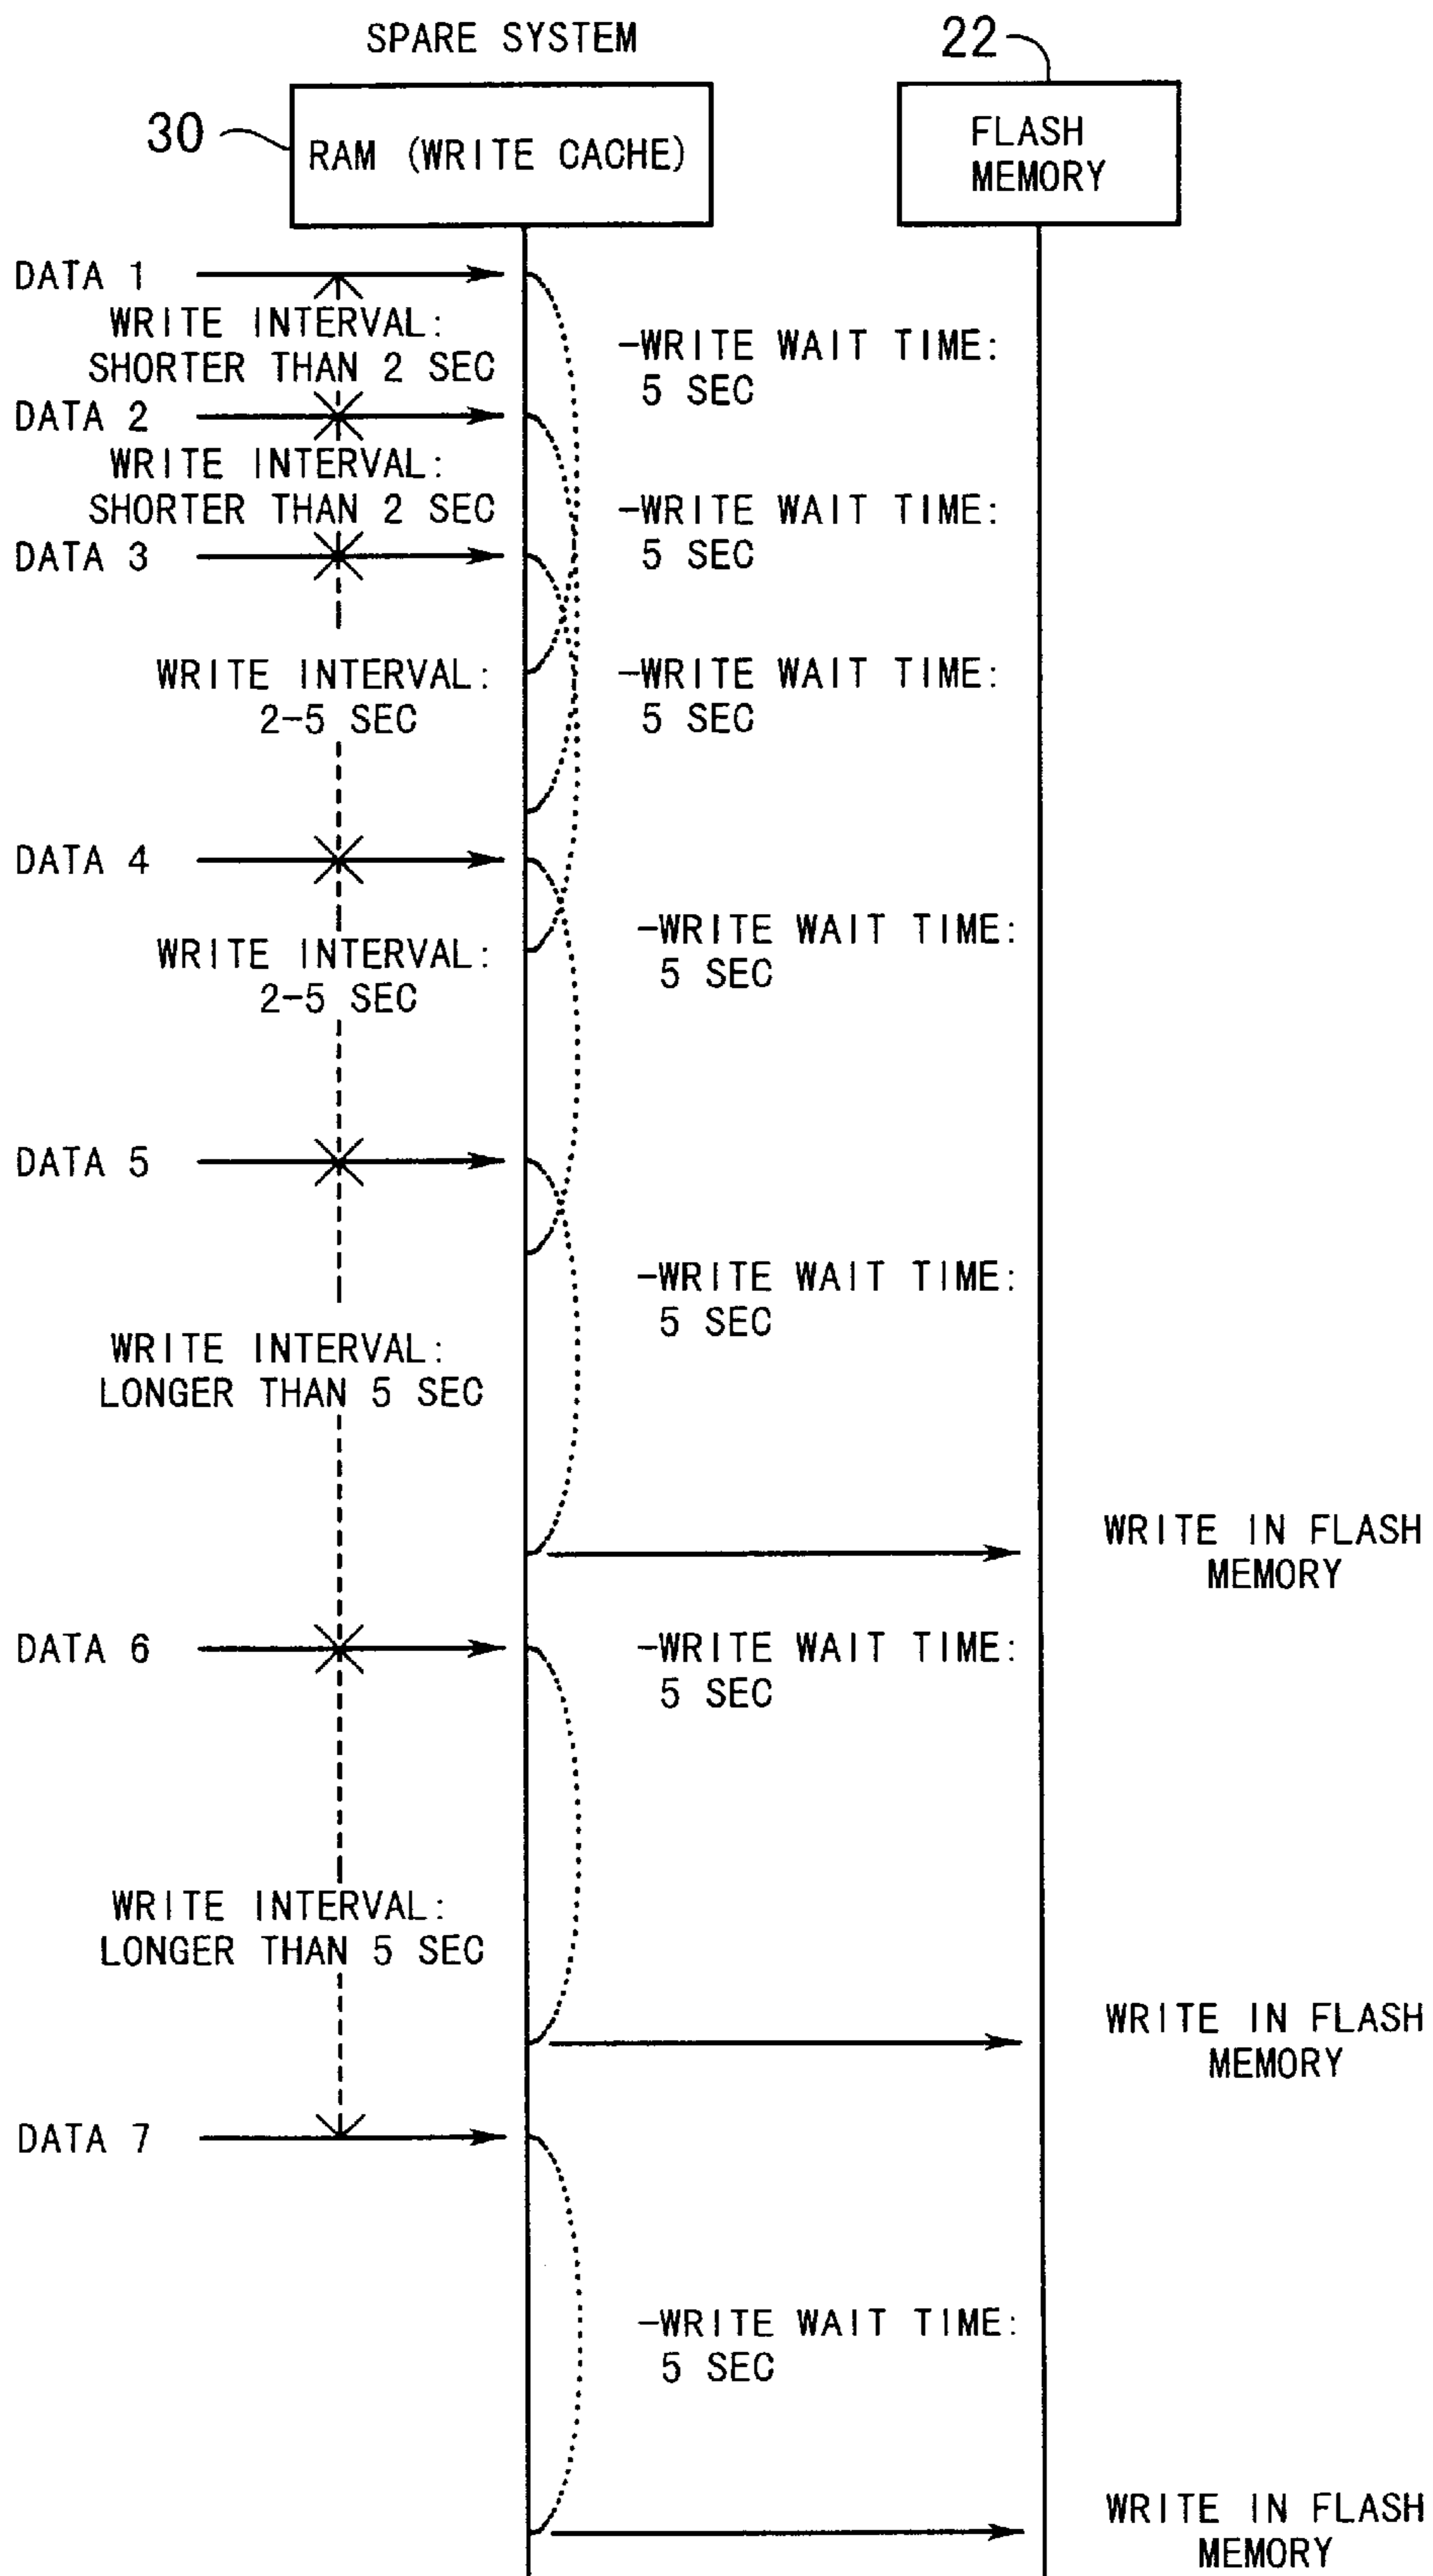 SPARE SYSTEM
22
30
RAM (WRITE CACHE)
FLASH
MEMORY
DATA 1
WRITE INTERVAL:
SHORTER THAN 2 SEC
-WRITE WAIT TIME:
5 SEC
DATA 2
WRITE INTERVAL:
SHORTER THAN 2 SEC
-WRITE WAIT TIME:
5 SEC
DATA 3
WRITE INTERVAL:
2-5 SEC
-WRITE WAIT TIME:
5 SEC
DATA 4
WRITE INTERVAL:
2-5 SEC
-WRITE WAIT TIME:
5 SEC
DATA 5
-WRITE WAIT TIME:
5 SEC
WRITE INTERVAL:
LONGER THAN 5 SEC
WRITE IN FLASH
MEMORY
DATA 6
-WRITE WAIT TIME:
5 SEC
WRITE INTERVAL:
LONGER THAN 5 SEC
WRITE IN FLASH
MEMORY
DATA 7
-WRITE WAIT TIME:
5 SEC
WRITE IN FLASH
MEMORY